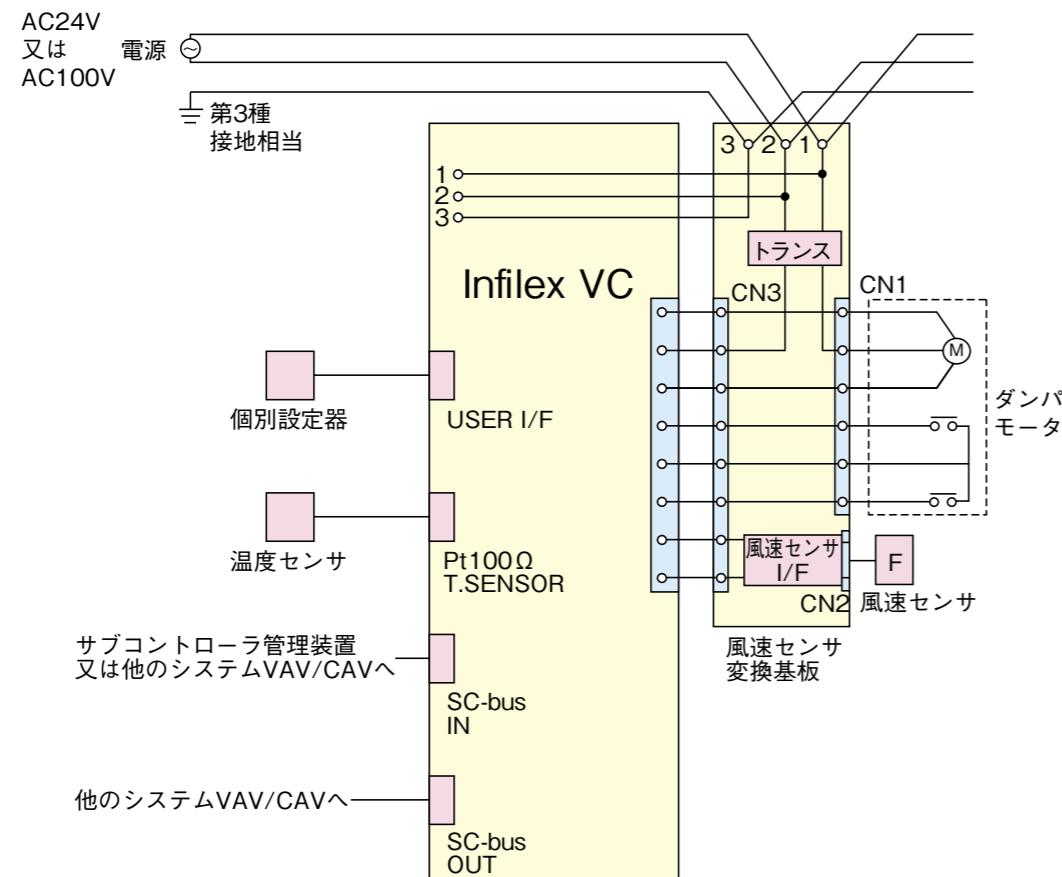 AC24V
又は 電源
AC100V
第3種
接地相当
3 2 1
1
2
3
トランス
Infilex VC
CN3
CN1
M
ダンパ
モータ
個別設定器
USER I/F
温度センサ
Pt100Ω
T.SENSOR
風速センサ
I/F
F
CN2
風速センサ
サブコントローラ管理装置
又は他のシステムVAV/CAVへ
風速センサ
変換基板
SC-bus
IN
他のシステムVAV/CAVへ
SC-bus
OUT